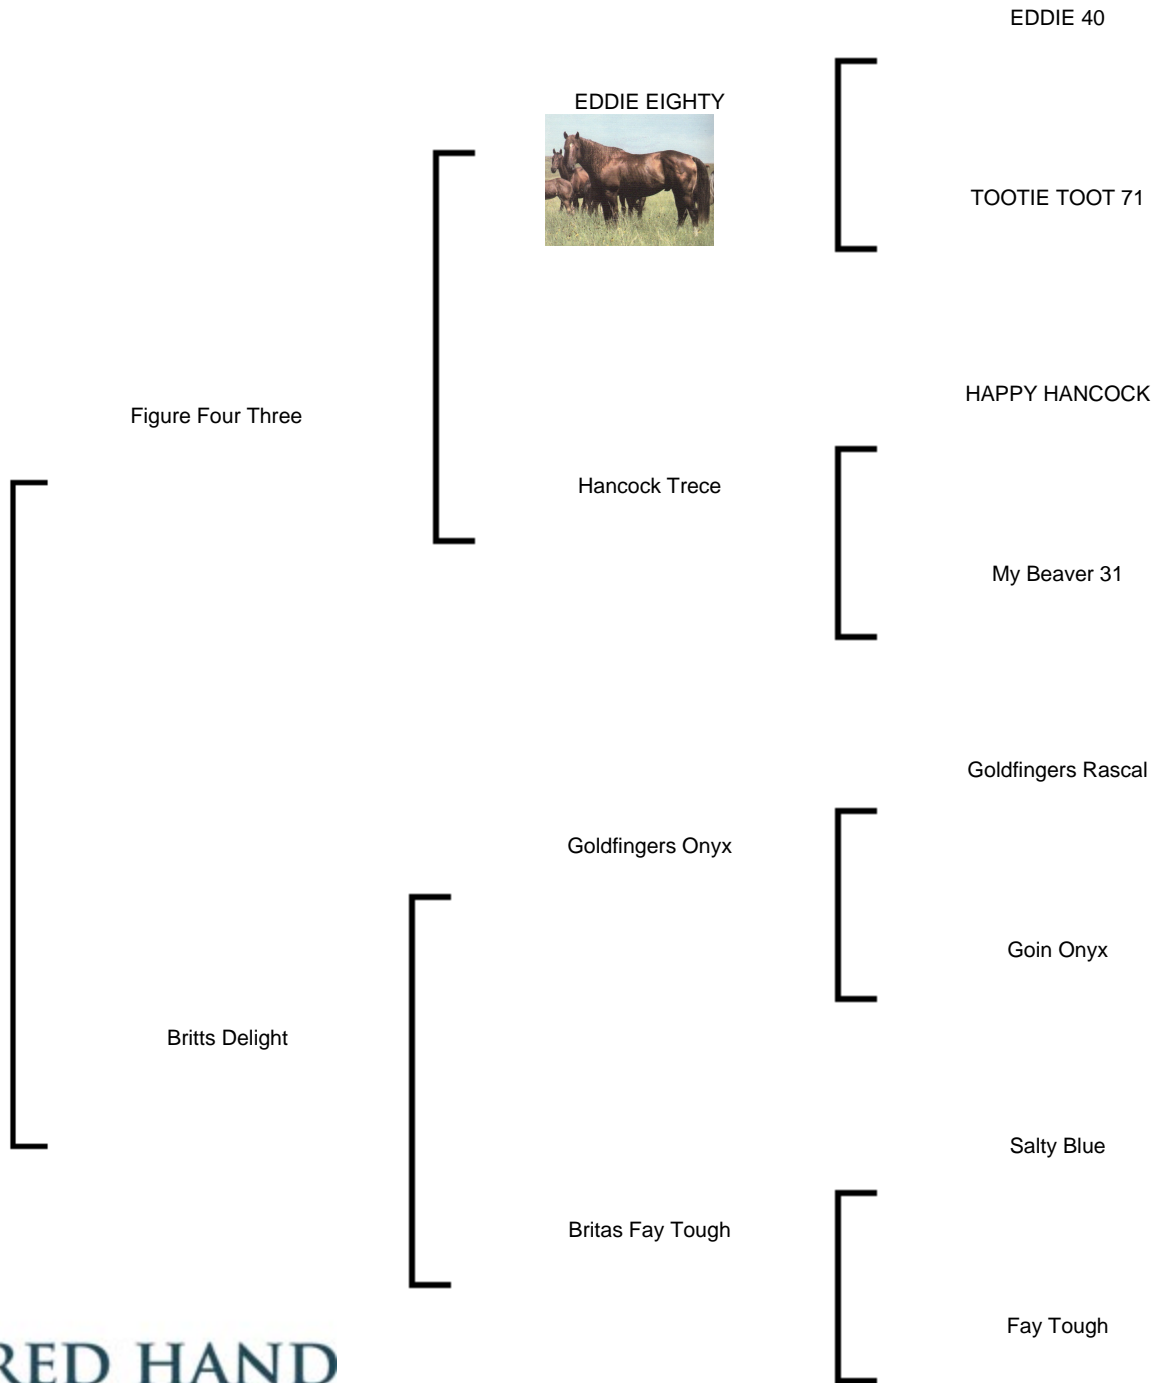 EDDIE 40
EDDIE EIGHTY
TOOTIE TOOT 71
HAPPY HANCOCK
Figure Four Three
Hancock Trece
My Beaver 31
Goldfingers Rascal
Goldfingers Onyx
Goin Onyx
Britts Delight
Salty Blue
Britas Fay Tough
Fay Tough
RED HAND